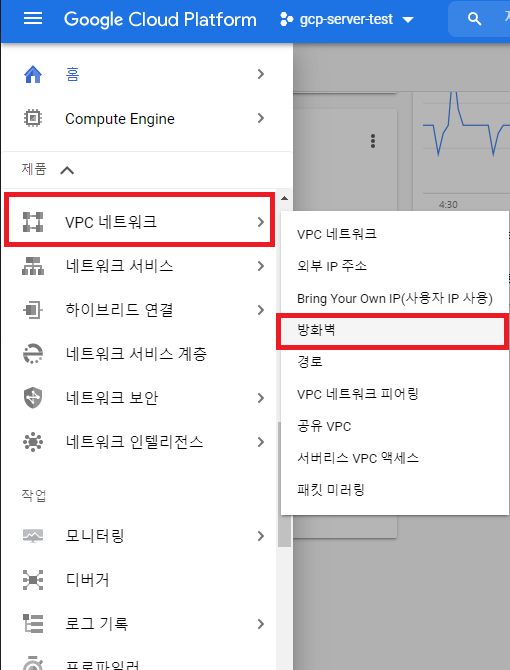 Google Cloud Platform
gcp-server-test
홈
Compute Engine
제품
4:30
VPC 네트워크
네트워크 서비스
하이브리드 연결
네트워크 서비스 계층
네트워크 보안
네트워크 인텔리전스
작업
모니터링
디버거
로그 기록
프로파일러
VPC 네트워크
외부 IP 주소
Bring Your Own IP(사용자 IP 사용)
방화벽
경로
VPC 네트워크 피어링
공유 VPC
서버리스 VPC 액세스
패킷 미러링